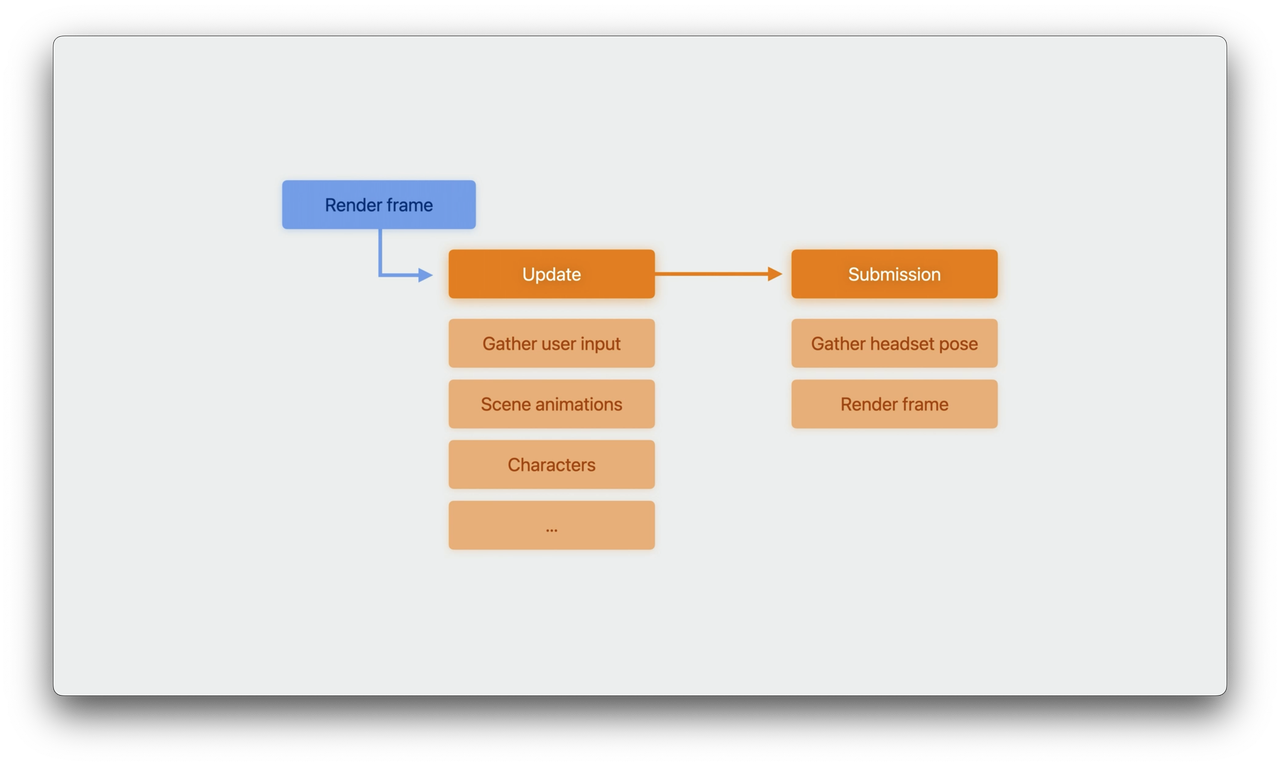 Render frame
Update
Gather user input
Scene animations
Characters
...
Submission
Gather headset pose
Render frame